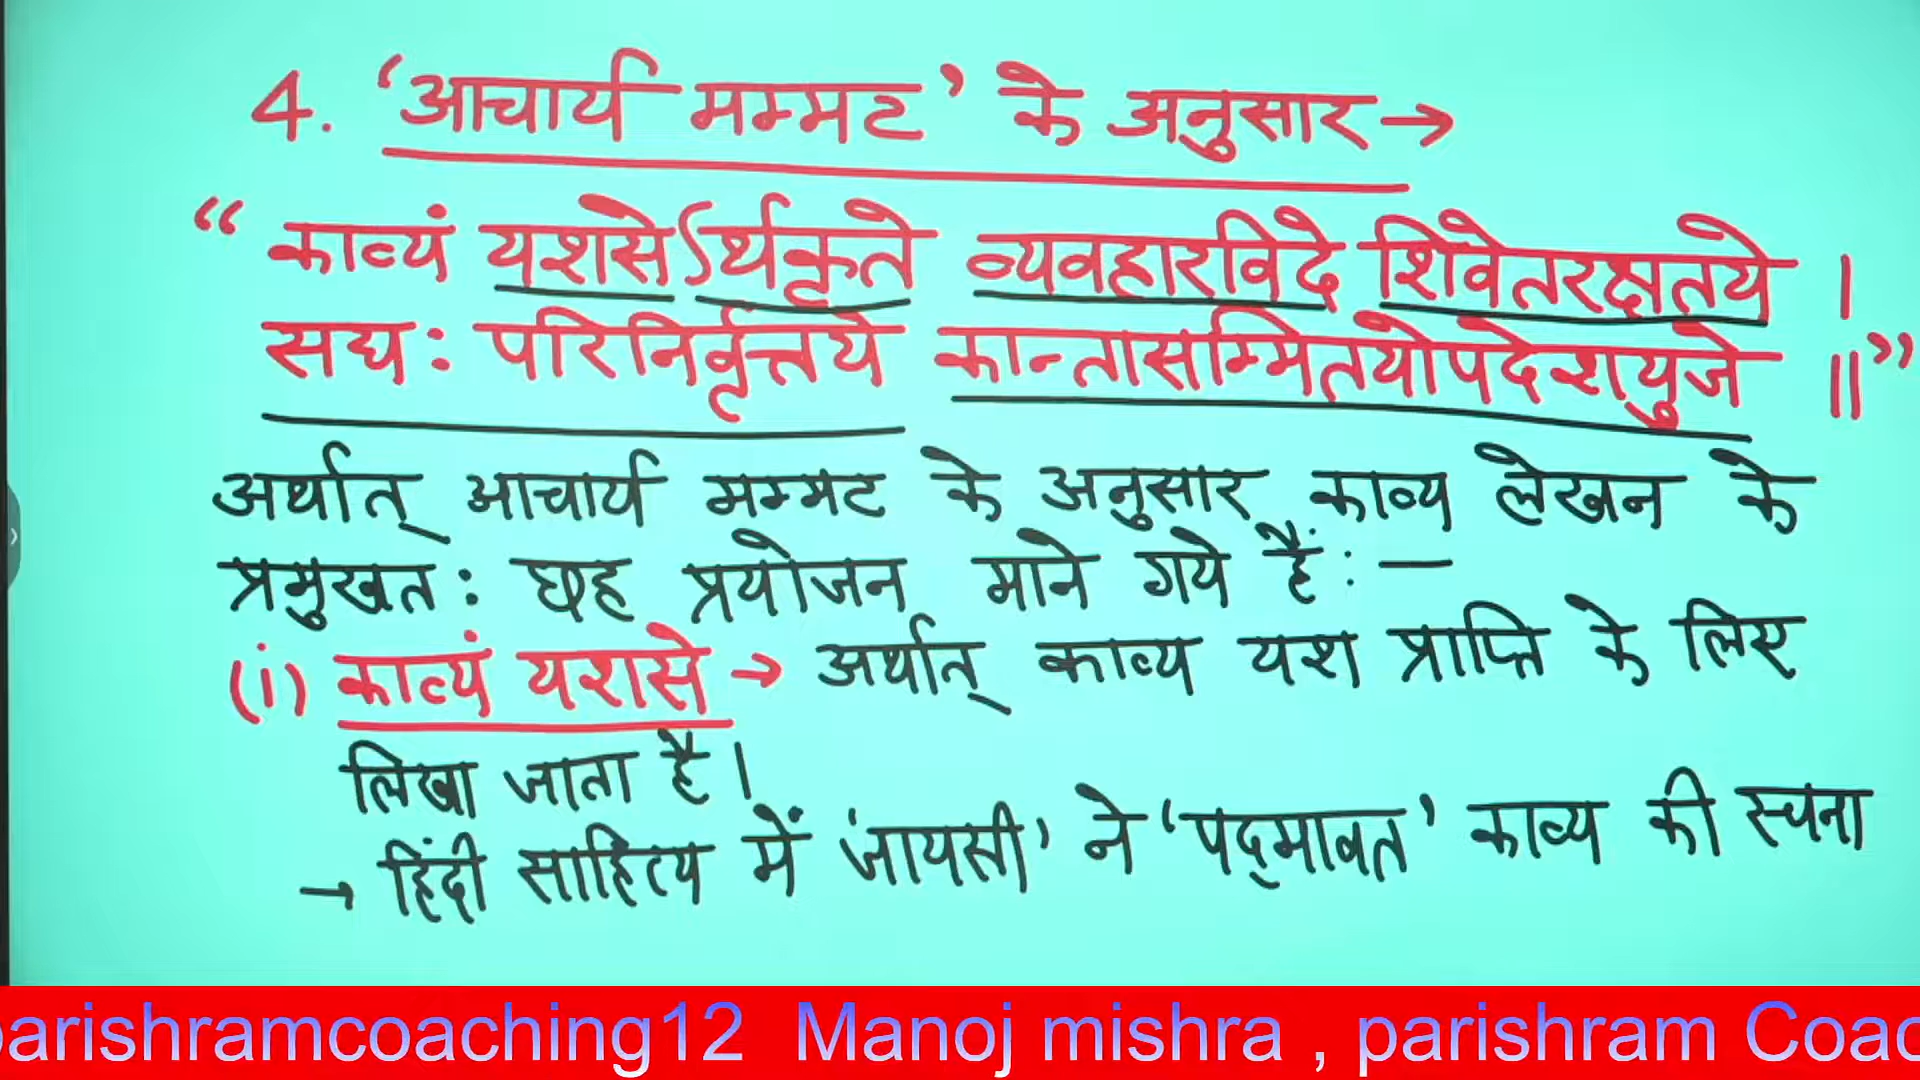 4. ‘आचार्य मम्मट’ के अनुसार →
“ काव्यं यशसेऽर्थकृते व्यवहारविदे शिवेतरक्षतये ।
सद्यः परिनिर्वृत्तये कान्तासम्मितयोपदेशयुजे ॥”
अर्थात् आचार्य मम्मट के अनुसार काव्य लेखन के
प्रमुखतः छह प्रयोजन माने गये हैं : —
(i) काव्यं यशसे → अर्थात् काव्य यश प्राप्ति के लिए
लिखा जाता है।
→ हिंदी साहित्य में ‘जायसी’ ने ‘पद्मावत’ काव्य की रचना
parishramcoaching12 Manoj mishra , parishram Coac